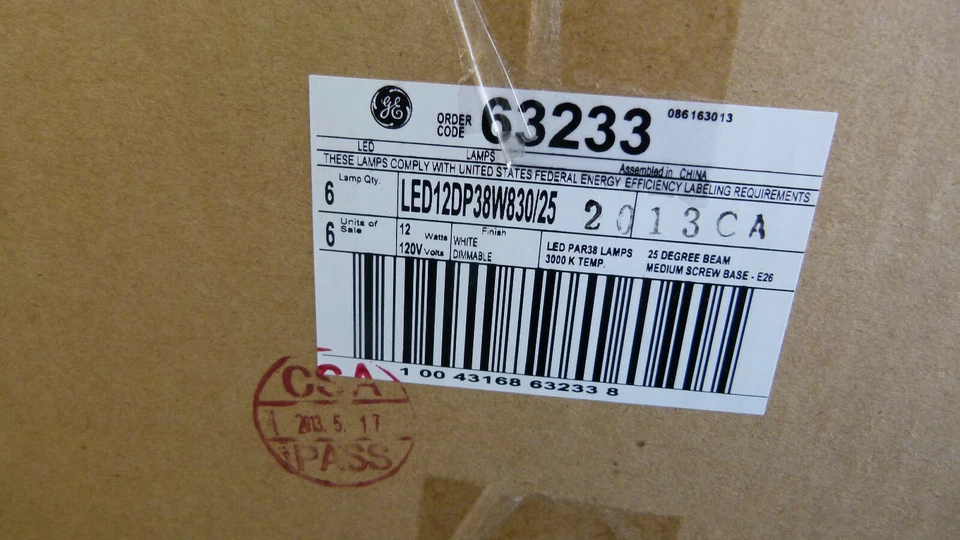 GE
ORDER CODE 63233 086163013
LED LAMPS Assembled in CHINA
THESE LAMPS COMPLY WITH UNITED STATES FEDERAL ENERGY EFFICIENCY LABELING REQUIREMENTS
6 Lamp Qty. LED12DP38W830/25 2013CA
6 Units of Sale
12 Watts
120V Volts
Finish
WHITE
DIMMABLE
LED PAR38 LAMPS
3000 K TEMP.
25 DEGREE BEAM
MEDIUM SCREW BASE - E26
1 00 43168 63233 8
CSA
2013. 5. 17
PASS